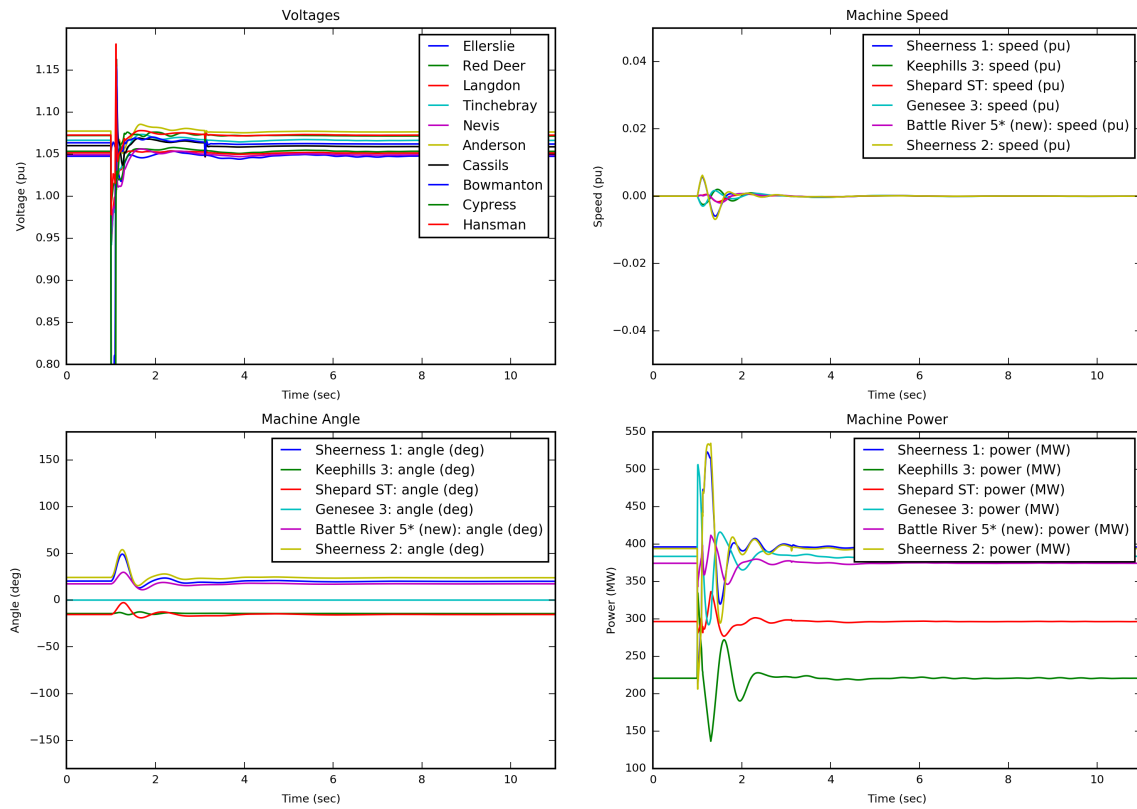 Voltages
Voltage (pu)
1.15
1.10
1.05
1.00
0.95
0.90
0.85
0.80
0 2 4 6 8 10
Time (sec)
Ellerslie
Red Deer
Langdon
Tinchebray
Nevis
Anderson
Cassils
Bowmanton
Cypress
Hansman
Machine Speed
Speed (pu)
0.04
0.02
0.00
−0.02
−0.04
0 2 4 6 8 10
Time (sec)
Sheerness 1: speed (pu)
Keephills 3: speed (pu)
Shepard ST: speed (pu)
Genesee 3: speed (pu)
Battle River 5* (new): speed (pu)
Sheerness 2: speed (pu)
Machine Angle
Angle (deg)
150
100
50
0
−50
−100
−150
0 2 4 6 8 10
Time (sec)
Sheerness 1: angle (deg)
Keephills 3: angle (deg)
Shepard ST: angle (deg)
Genesee 3: angle (deg)
Battle River 5* (new): angle (deg)
Sheerness 2: angle (deg)
Machine Power
Power (MW)
550
500
450
400
350
300
250
200
150
100
0 2 4 6 8 10
Time (sec)
Sheerness 1: power (MW)
Keephills 3: power (MW)
Shepard ST: power (MW)
Genesee 3: power (MW)
Battle River 5* (new): power (MW)
Sheerness 2: power (MW)